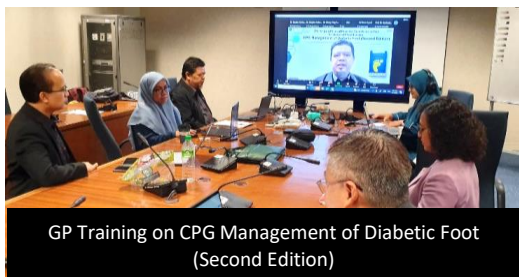 GP Training on CPG Management of Diabetic Foot
(Second Edition)